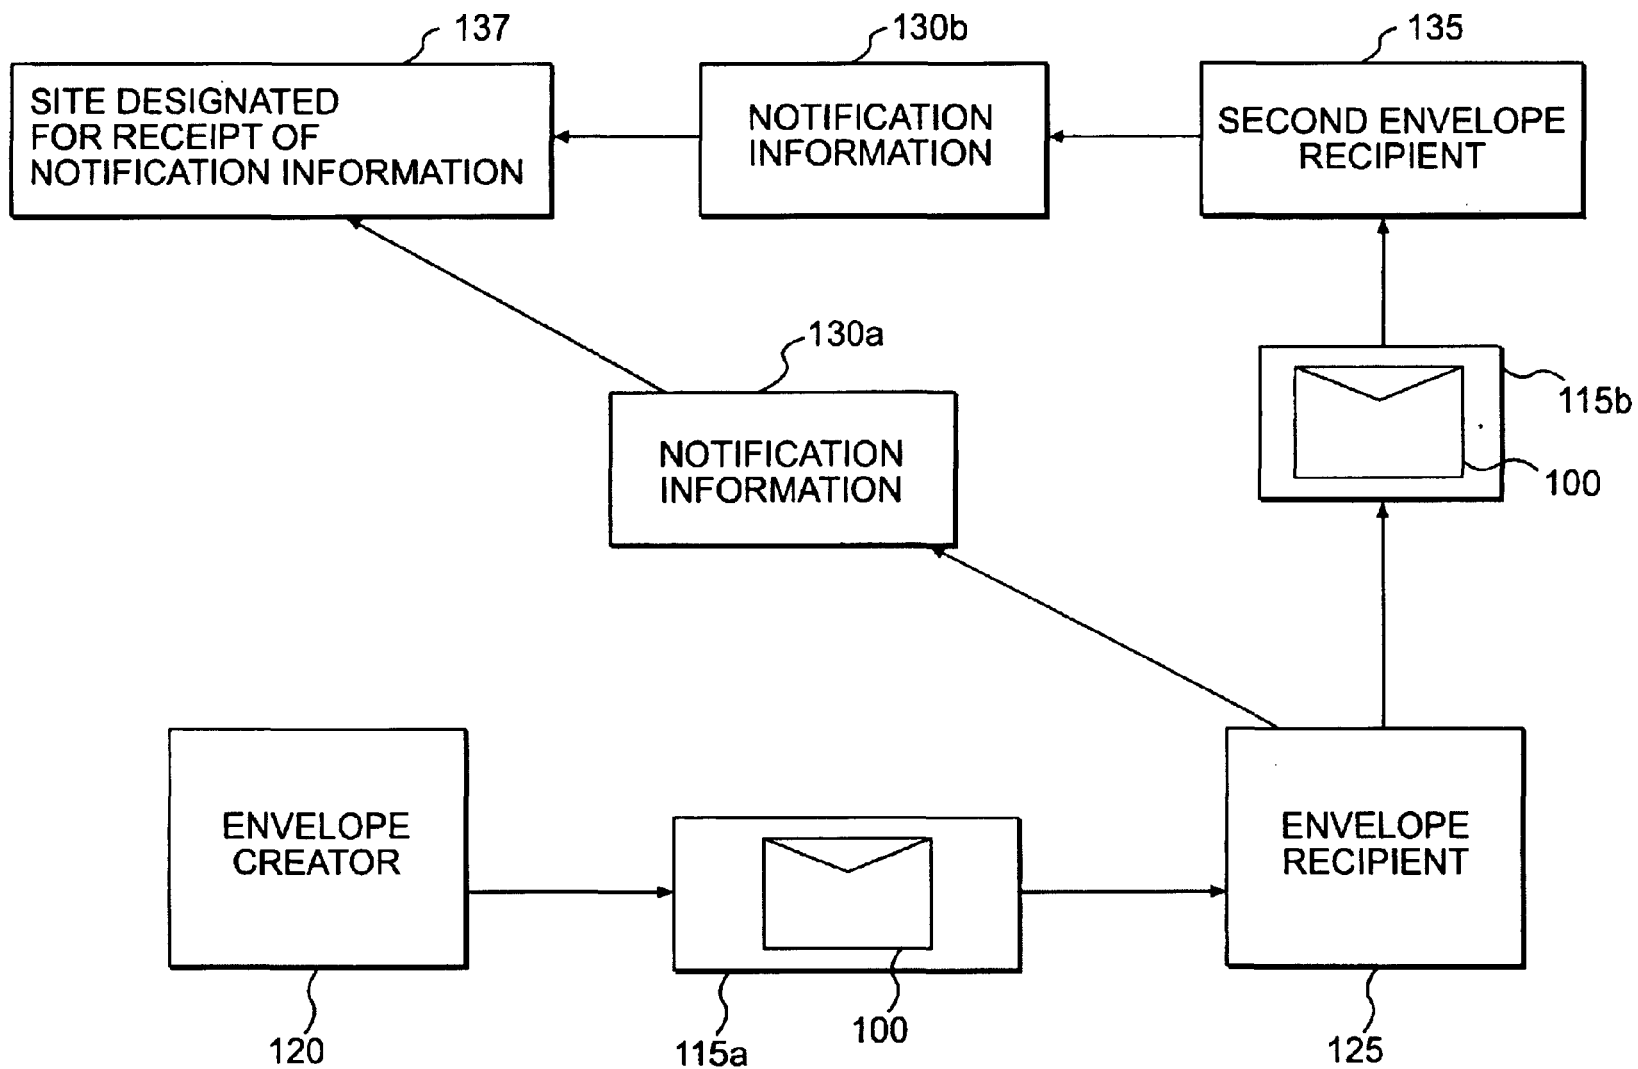 137
130b
135
SITE DESIGNATED
FOR RECEIPT OF
NOTIFICATION INFORMATION
NOTIFICATION
INFORMATION
SECOND ENVELOPE
RECIPIENT
130a
NOTIFICATION
INFORMATION
115b
100
ENVELOPE
CREATOR
ENVELOPE
RECIPIENT
120
115a
100
125